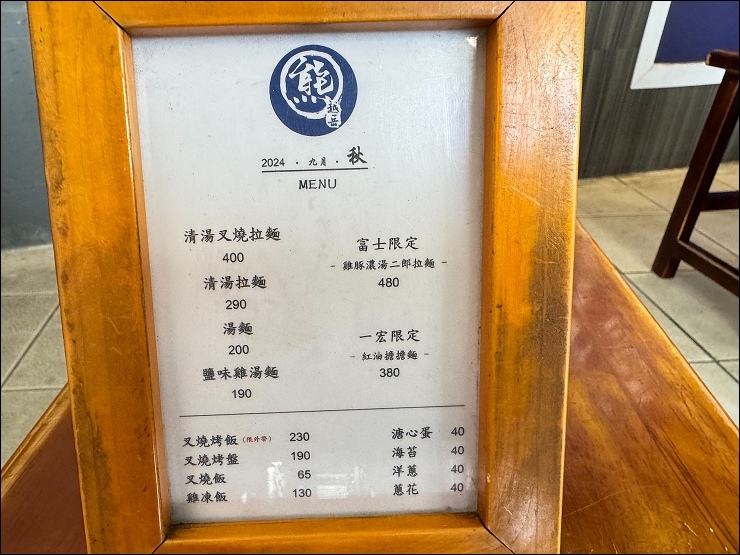 熊
越岳
2024 . 九月 . 秋
MENU
清湯叉燒拉麵
400
清湯拉麵
290
湯麵
200
鹽味雞湯麵
190
富士限定
- 雞豚濃湯二郎拉麵 -
480
一宏限定
- 紅油擔擔麵 -
380
叉燒烤飯 (限外帶) 230
叉燒烤盤 190
叉燒飯 65
雞凍飯 130
溏心蛋 40
海苔 40
洋蔥 40
蔥花 40